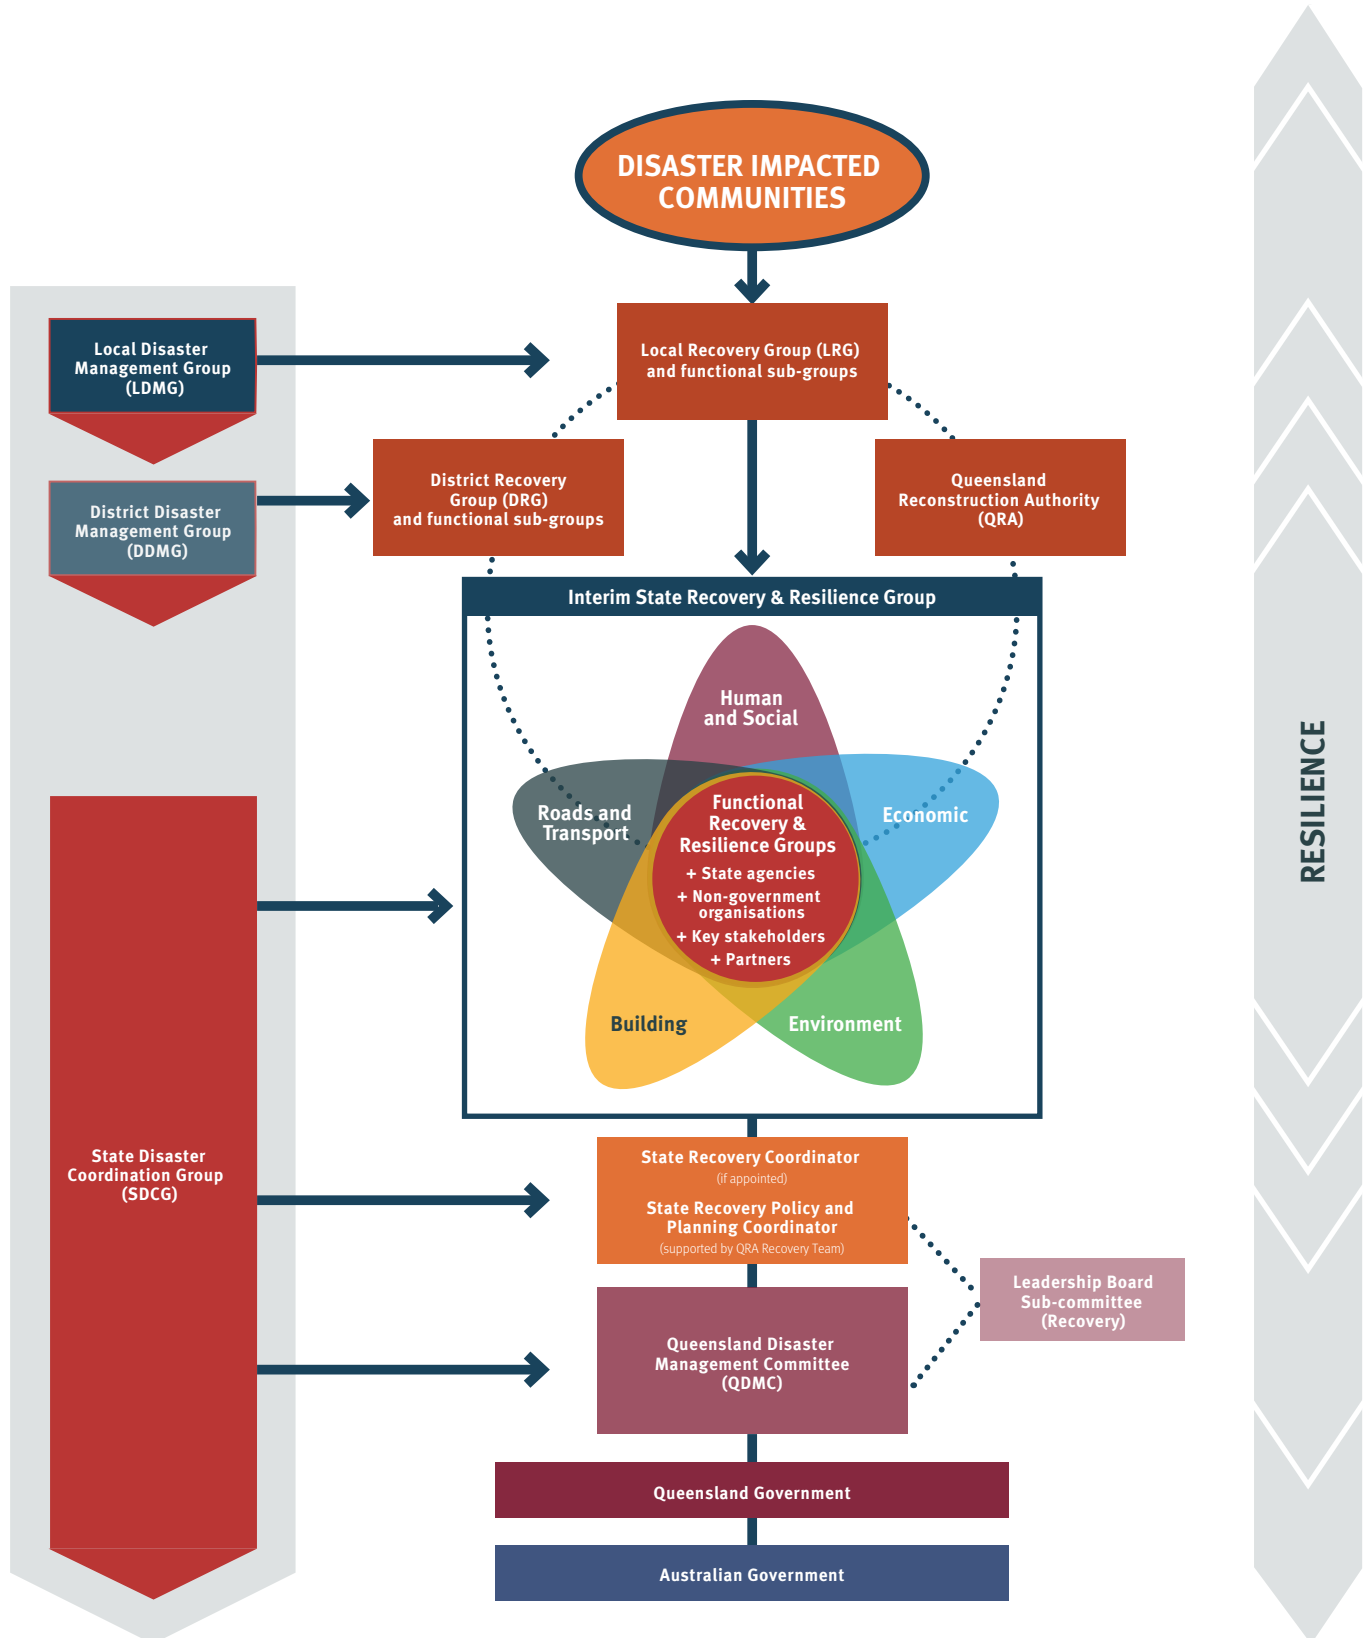 DISASTER IMPACTED
COMMUNITIES
Local Disaster
Management Group
(LDMG)
Local Recovery Group (LRG)
and functional sub-groups
District Disaster
Management Group
(DDMG)
District Recovery
Group (DRG)
and functional sub-groups
Queensland
Reconstruction Authority
(QRA)
Interim State Recovery & Resilience Group
Human
and Social
Roads and
Transport
Functional
Recovery &
Resilience Groups
+ State agencies
+ Non-government
organisations
+ Key stakeholders
+ Partners
Economic
Building
Environment
RESILIENCE
State Disaster
Coordination Group
(SDCG)
State Recovery Coordinator
(if appointed)
State Recovery Policy and
Planning Coordinator
(supported by QRA Recovery Team)
Leadership Board
Sub-committee
(Recovery)
Queensland Disaster
Management Committee
(QDMC)
Queensland Government
Australian Government